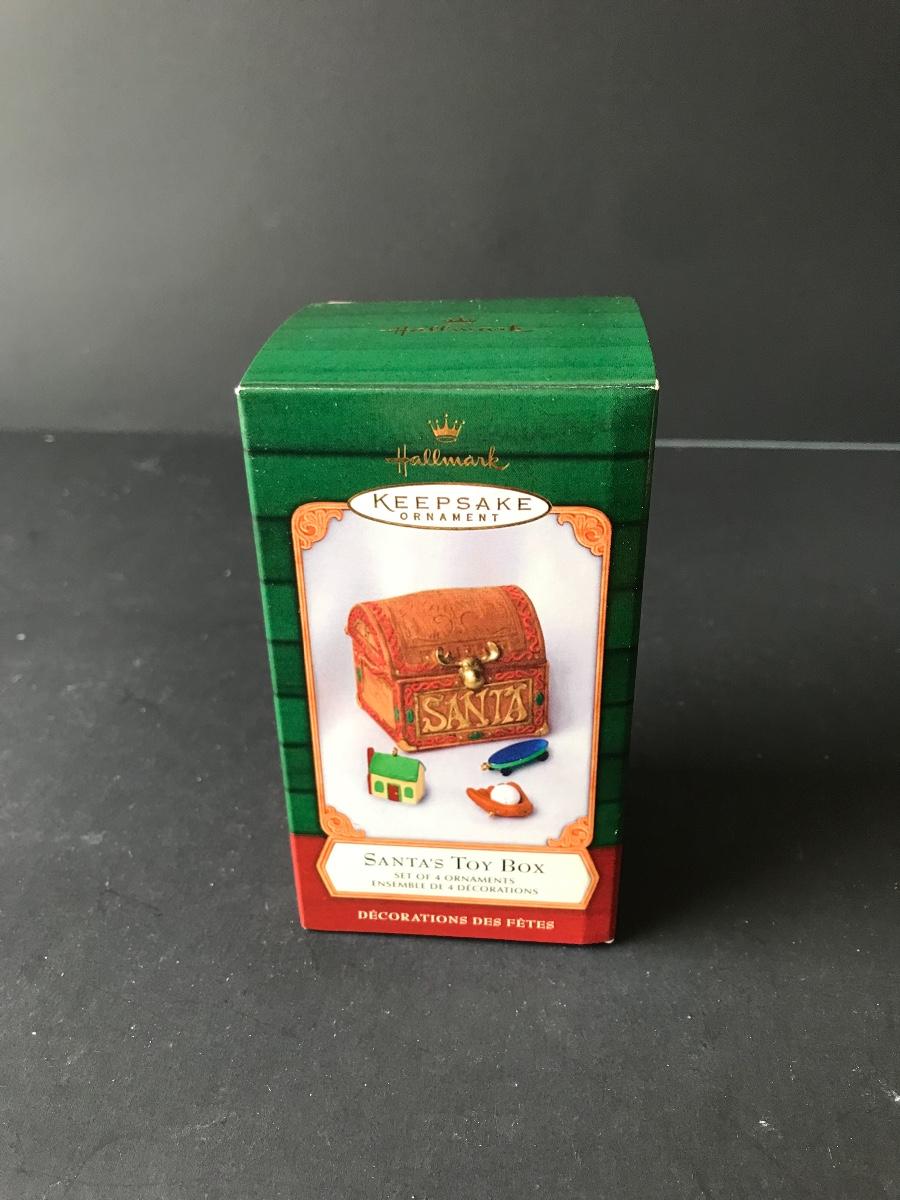 Hallmark
Hallmark
KEEPSAKE
ORNAMENT
SANTA
SANTA'S TOY BOX
SET OF 4 ORNAMENTS
ENSEMBLE DE 4 DÉCORATIONS
DÉCORATIONS DES FÊTES